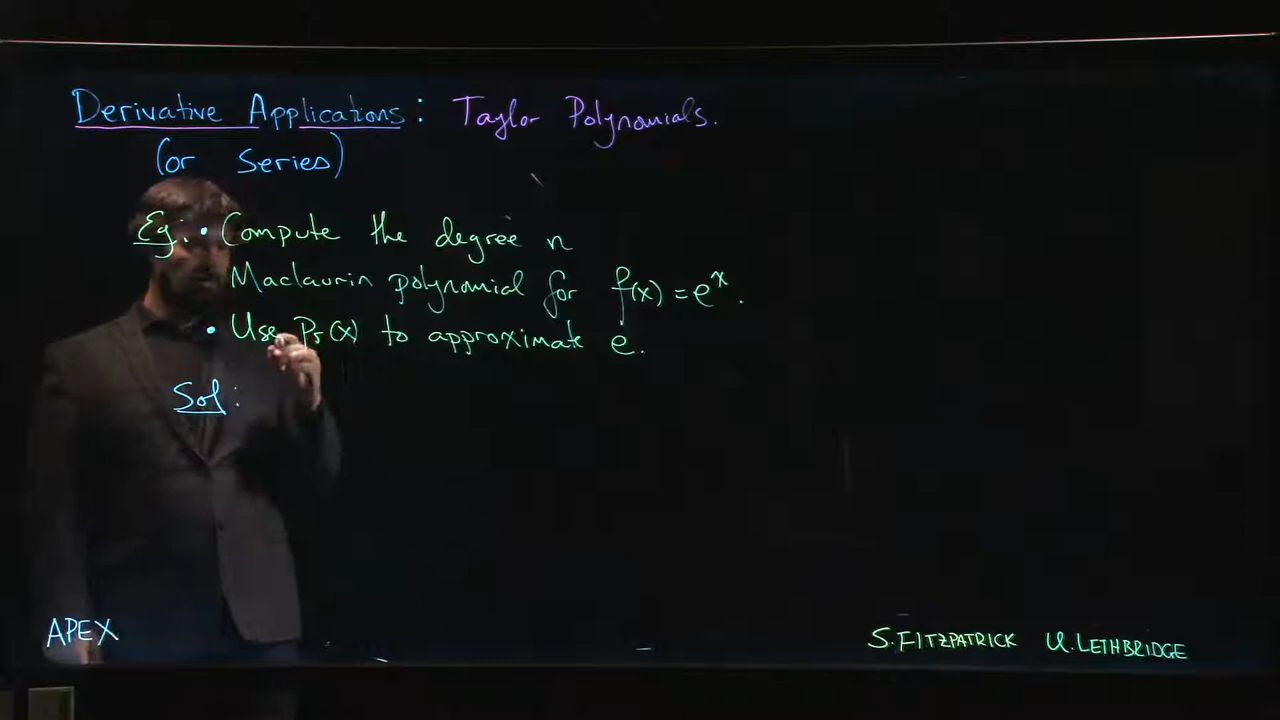 Derivative Applications: Taylor Polynomials.
(or Series)
Eg: • Compute the degree n
Maclaurin polynomial for f(x) = eˣ.
• Use P₅(x) to approximate e.
Sol:
APEX
S. FITZPATRICK U. LETHBRIDGE